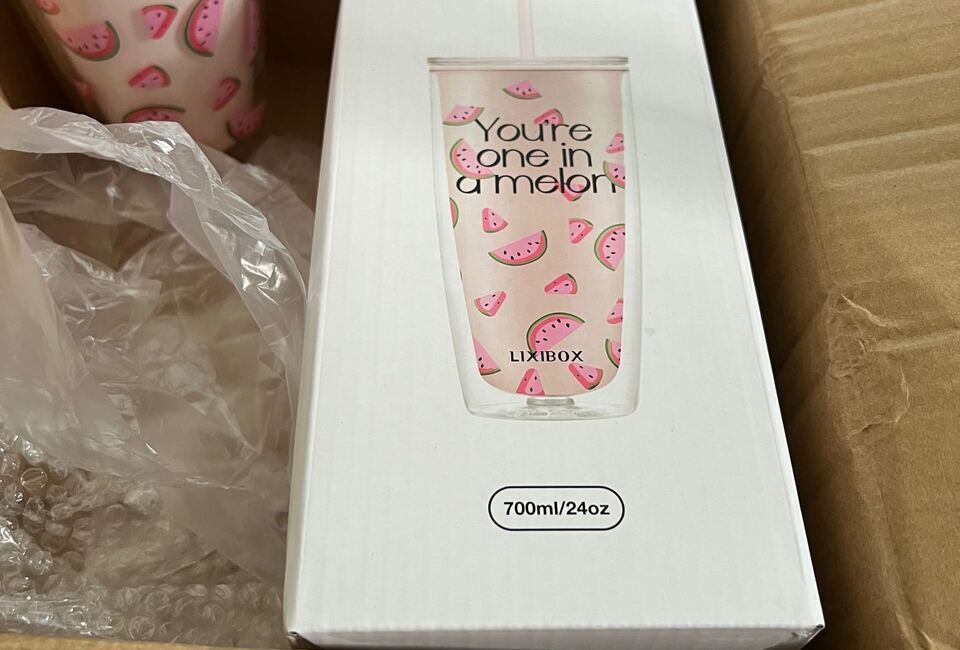 You're
one in
a melon
LIXIBOX
700ml/24oz